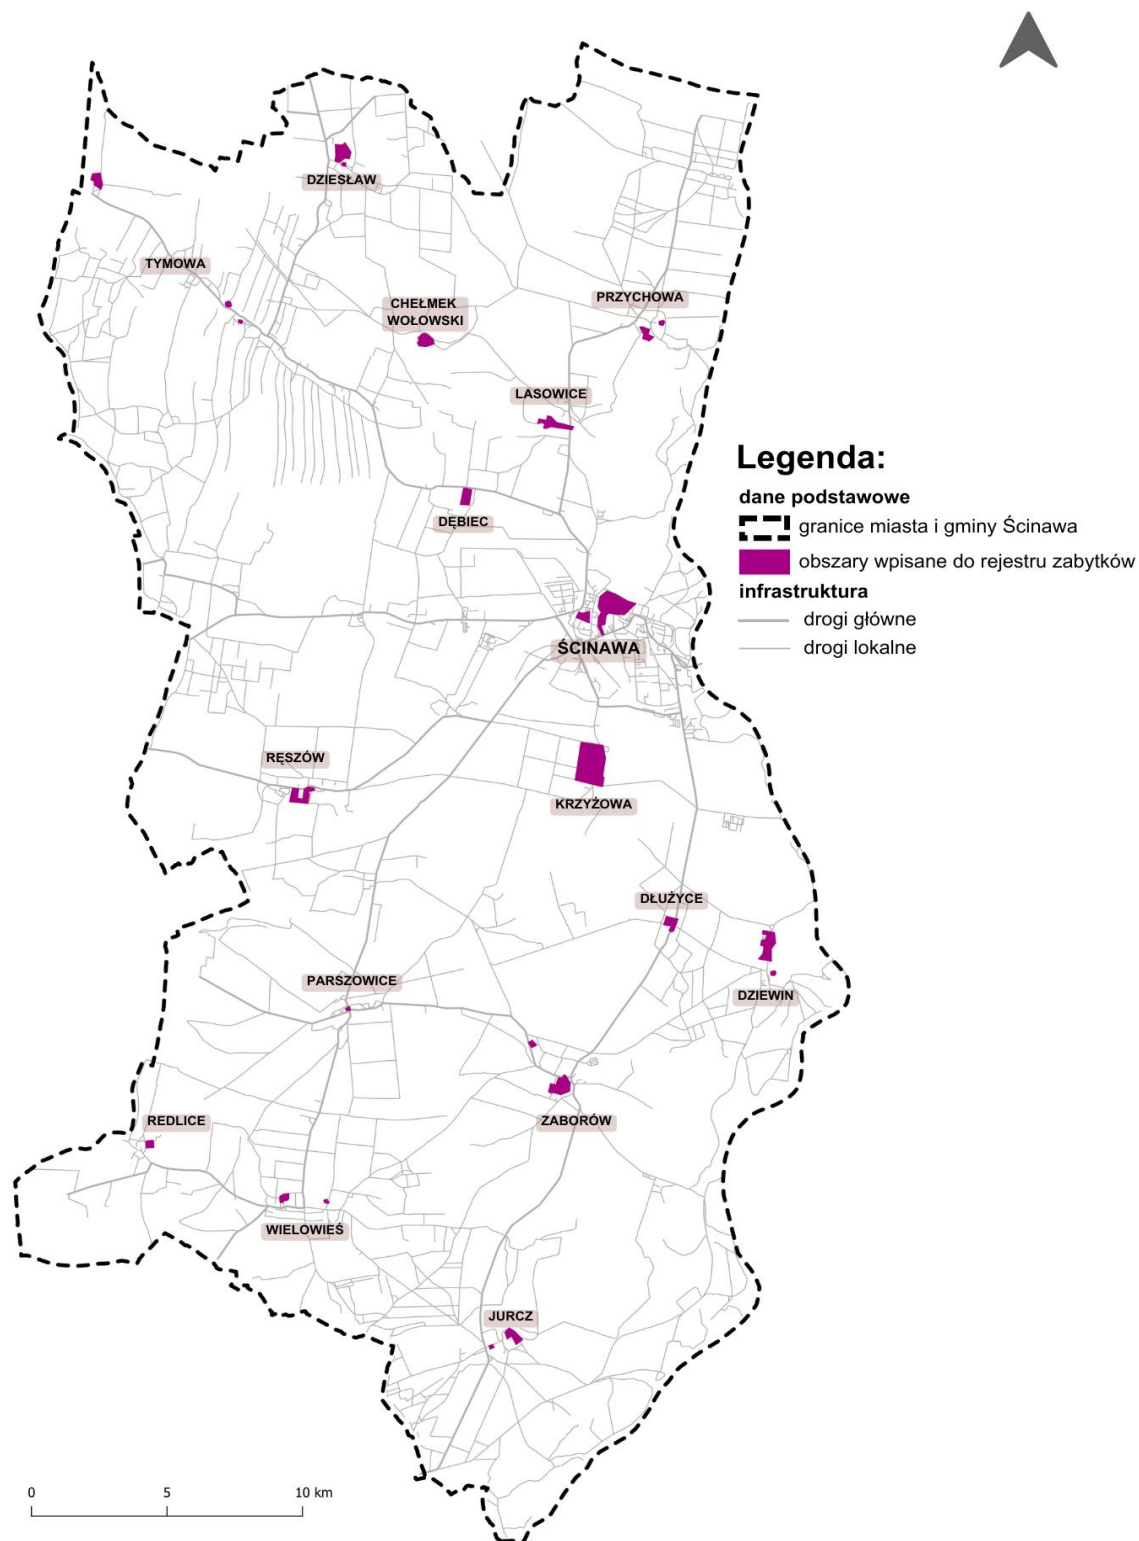 DZIESŁAW
TYMOWA
CHEŁMEK
WOŁOWSKI
PRZYCHOWA
LASOWICE
DĘBIEC
Legenda:
dane podstawowe
granice miasta i gminy Ścinawa
obszary wpisane do rejestru zabytków
infrastruktura
drogi główne
drogi lokalne
ŚCINAWA
RĘSZÓW
KRZYŻOWA
DŁUŻYCE
PARSZOWICE
DZIEWIN
REDLICE
ZABORÓW
WIELOWIEŚ
JURCZ
0 5 10 km